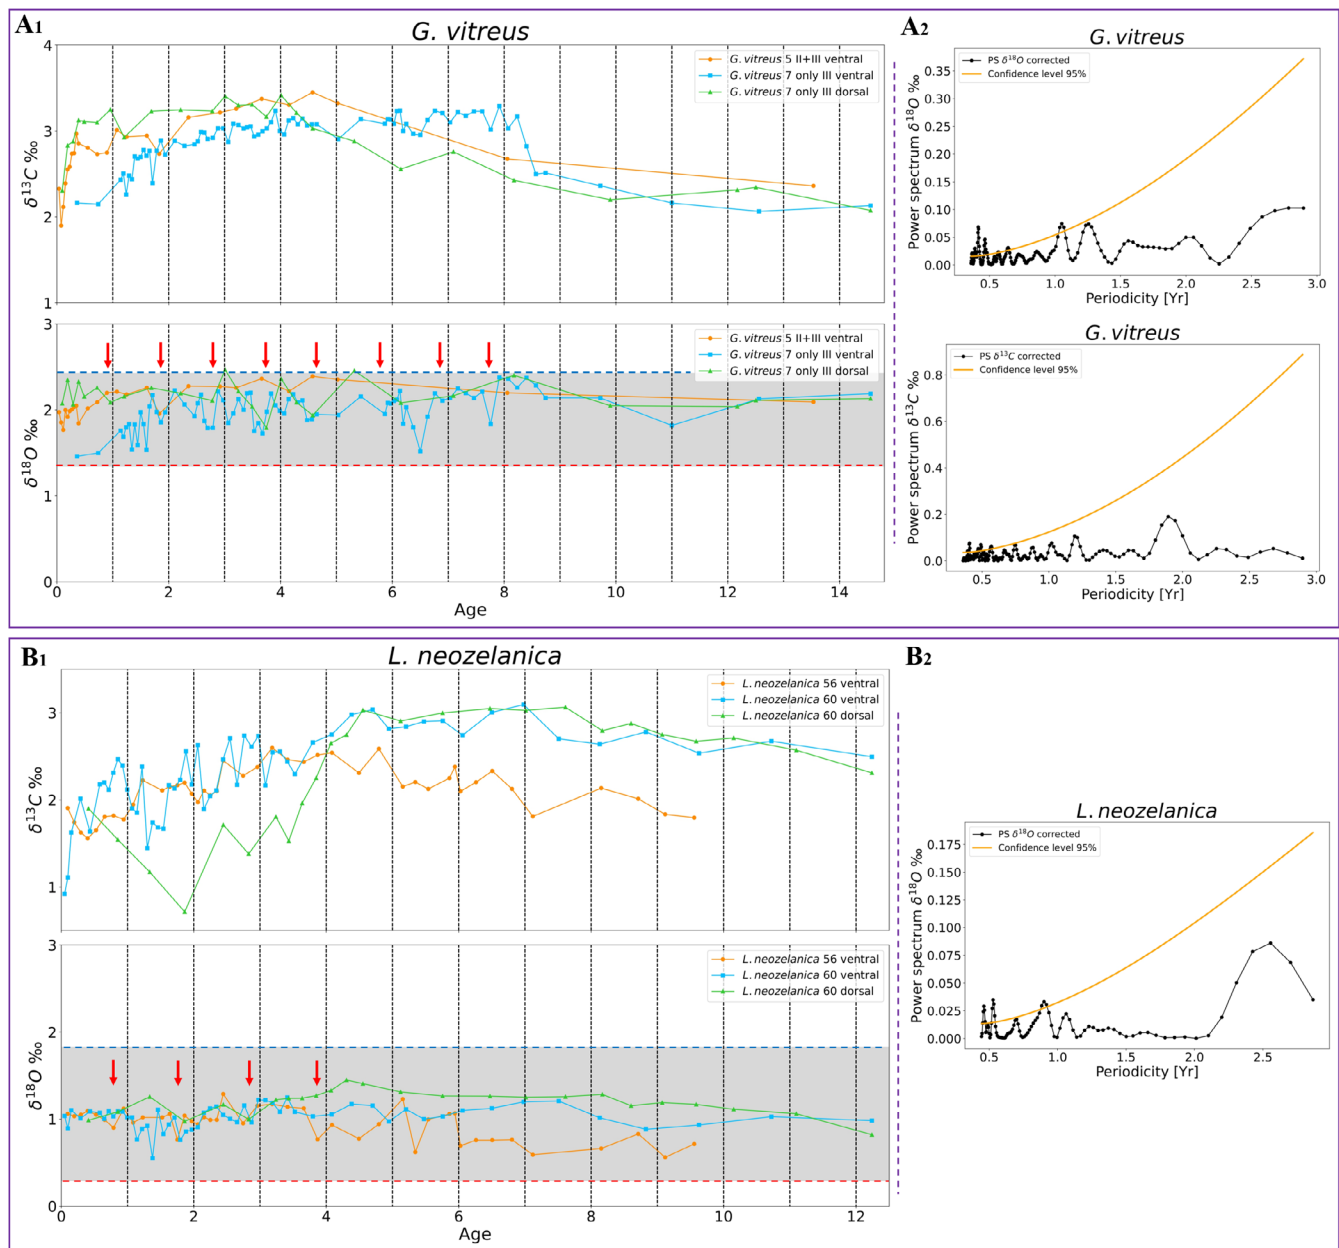 A1
G. vitreus
4
3
2
1
δ13C ‰
G. vitreus 5 II+III ventral
G. vitreus 7 only III ventral
G. vitreus 7 only III dorsal
3
2
1
0
δ18O ‰
G. vitreus 5 II+III ventral
G. vitreus 7 only III ventral
G. vitreus 7 only III dorsal
0 2 4 6 8 10 12 14
Age
A2
G. vitreus
PS δ18O corrected
Confidence level 95%
0.35
0.30
0.25
0.20
0.15
0.10
0.05
0.00
Power spectrum δ18O ‰
0.5 1.0 1.5 2.0 2.5 3.0
Periodicity [Yr]
G. vitreus
PS δ13C corrected
Confidence level 95%
0.8
0.6
0.4
0.2
0.0
Power spectrum δ13C ‰
0.5 1.0 1.5 2.0 2.5 3.0
Periodicity [Yr]
B1
L. neozelanica
3
2
1
δ13C ‰
L. neozelanica 56 ventral
L. neozelanica 60 ventral
L. neozelanica 60 dorsal
3
2
1
0
δ18O ‰
L. neozelanica 56 ventral
L. neozelanica 60 ventral
L. neozelanica 60 dorsal
0 2 4 6 8 10 12
Age
B2
L. neozelanica
PS δ18O corrected
Confidence level 95%
0.175
0.150
0.125
0.100
0.075
0.050
0.025
0.000
Power spectrum δ18O ‰
0.5 1.0 1.5 2.0 2.5
Periodicity [Yr]